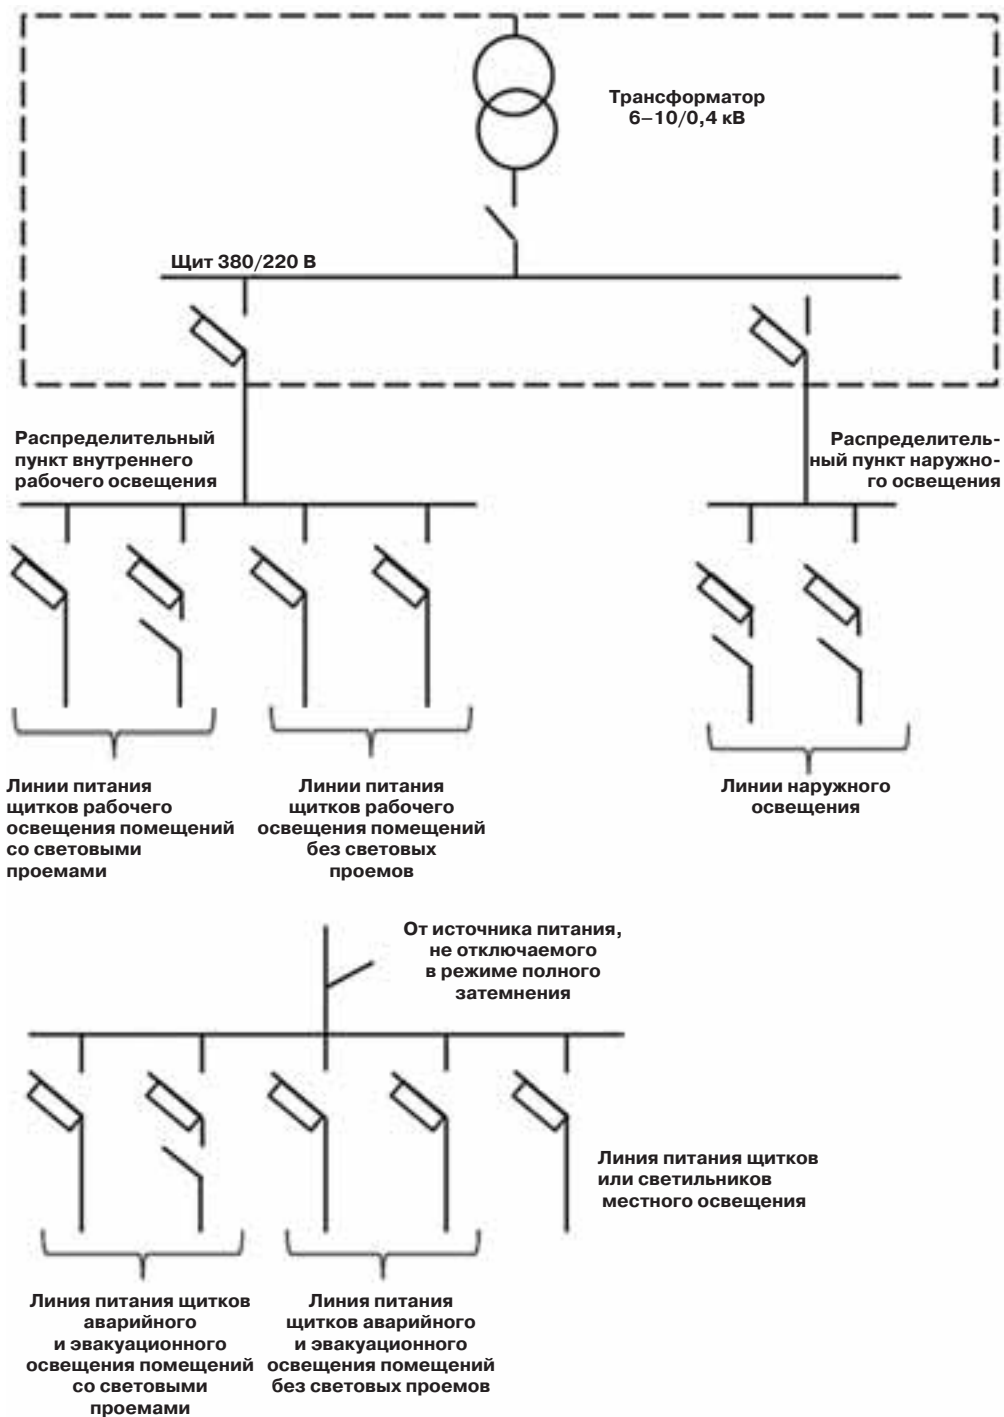 Трансформатор
6–10/0,4 кВ
Щит 380/220 В
Распределительный
пункт внутреннего
рабочего освещения
Распределитель-
ный пункт наружно-
го освещения
Линии питания
щитков рабочего
освещения помещений
со световыми
проемами
Линии питания
щитков рабочего
освещения помещений
без световых
проемов
Линии наружного
освещения
От источника питания,
не отключаемого
в режиме полного
затемнения
Линия питания щитков
или светильников
местного освещения
Линия питания щитков
аварийного
и эвакуационного
освещения помещений
со световыми
проемами
Линия питания
щитков аварийного
и эвакуационного
освещения помещений
без световых проемов